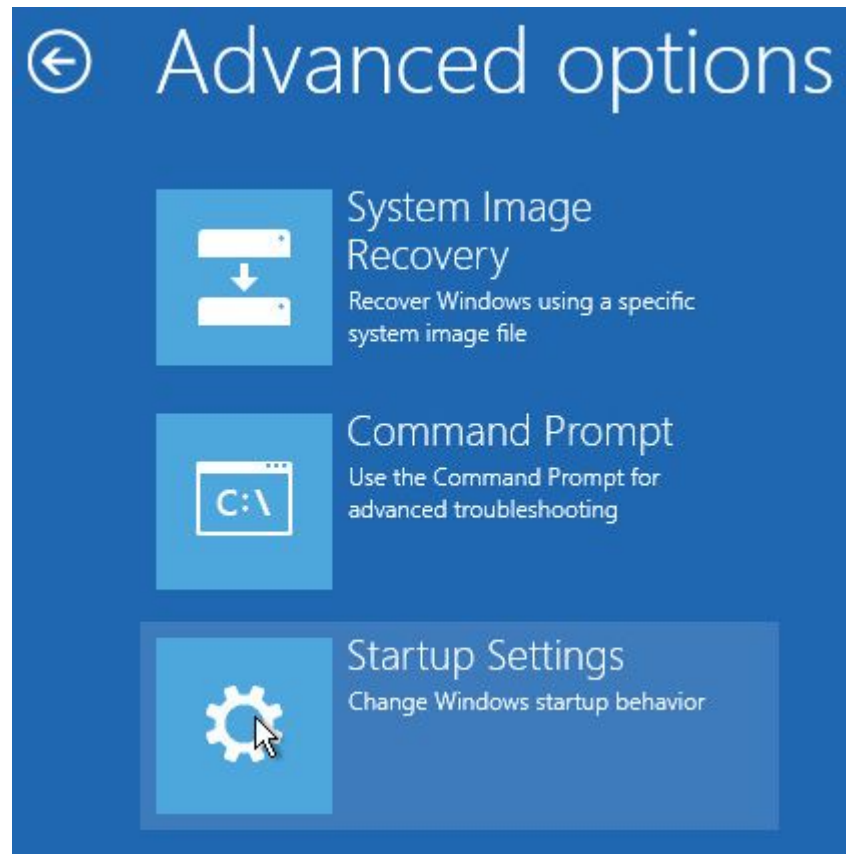 Advanced options
System Image
Recovery
Recover Windows using a specific
system image file
Command Prompt
Use the Command Prompt for
advanced troubleshooting
C:\
Startup Settings
Change Windows startup behavior